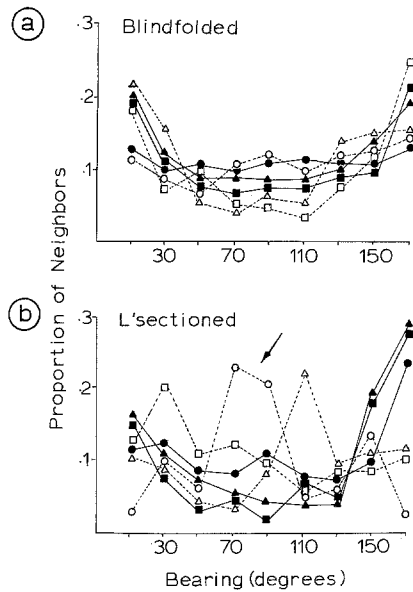 a Blindfolded
.3
.2
.1
30 70 110 150
Proportion of Neighbors
b L'sectioned
.3
.2
.1
30 70 110 150
Bearing (degrees)